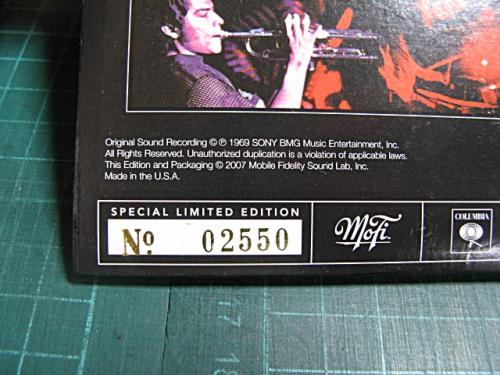 Original Sound Recording © ℗ 1969 SONY BMG Music Entertainment, Inc.
All Rights Reserved. Unauthorized duplication is a violation of applicable laws.
This Edition and Packaging © 2007 Mobile Fidelity Sound Lab, Inc.
Made in the U.S.A.
SPECIAL LIMITED EDITION
No. 02550
MoFi
COLUMBIA
17 18